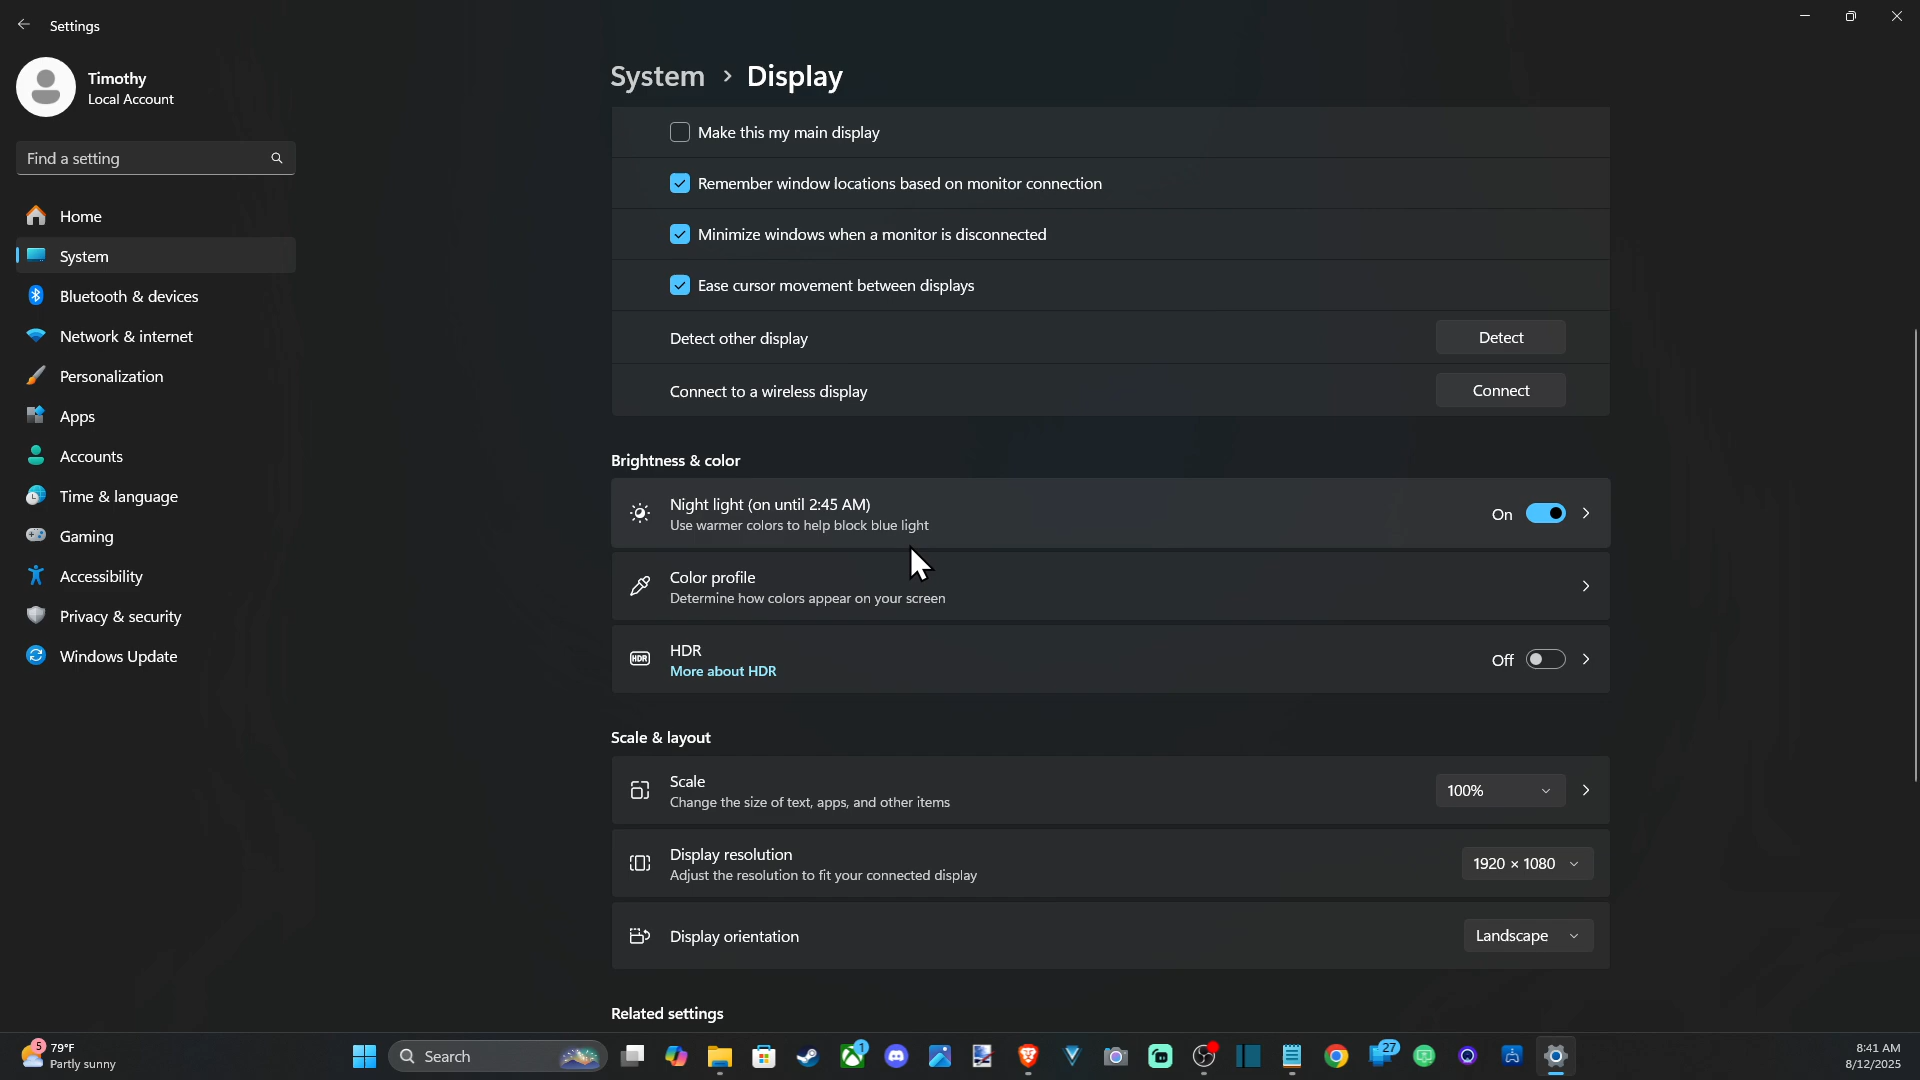 Settings
Timothy
Local Account
Find a setting
Home
System
Bluetooth & devices
Network & internet
Personalization
Apps
Accounts
Time & language
Gaming
Accessibility
Privacy & security
Windows Update
System > Display
Make this my main display
Remember window locations based on monitor connection
Minimize windows when a monitor is disconnected
Ease cursor movement between displays
Detect other display Detect
Connect to a wireless display Connect
Brightness & color
Night light (on until 2:45 AM)
Use warmer colors to help block blue light
On
Color profile
Determine how colors appear on your screen
HDR
HDR
More about HDR
Off
Scale & layout
Scale
Change the size of text, apps, and other items
100%
Display resolution
Adjust the resolution to fit your connected display
1920 × 1080
Display orientation Landscape
Related settings
5
79°F
Partly sunny
Search
1
27
8:41 AM
8/12/2025